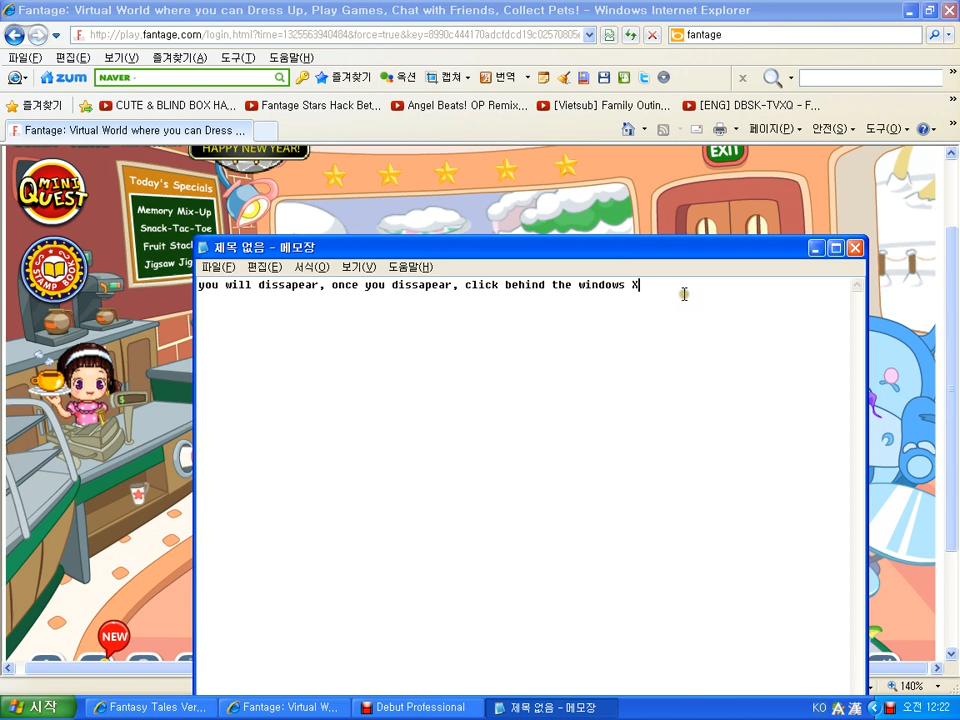 Fantage: Virtual World where you can Dress Up, Play Games, Chat with Friends, Collect Pets! - Windows Internet Explorer
http://play.fantage.com/login.html?time=1325563940484&force=true&key=8990c444170adcfdcd19c02570805
fantage
파일(F) 편집(E) 보기(V) 즐겨찾기(A) 도구(T) 도움말(H)
zum NAVER 즐겨찾기 옥션 캡쳐 번역
즐겨찾기 CUTE & BLIND BOX HA... Fantage Stars Hack Bet... Angel Beats! OP Remix... [Vietsub] Family Outin... [ENG] DBSK-TVXQ - F...
Fantage: Virtual World where you can Dress ... 페이지(P) 안전(S) 도구(O)
HAPPY NEW YEAR!
EXIT
MINI QUEST
Today's Specials
Memory Mix-Up
Snack-Tac-Toe
Fruit Stac
Jigsaw Jig
STAMP BOOK
제목 없음 - 메모장
파일(F) 편집(E) 서식(O) 보기(V) 도움말(H)
you will dissapear, once you dissapear, click behind the windows X
NEW
140%
시작 Fantasy Tales Ver... Fantage: Virtual W... Debut Professional 제목 없음 - 메모장 KO A 漢 오전 12:22